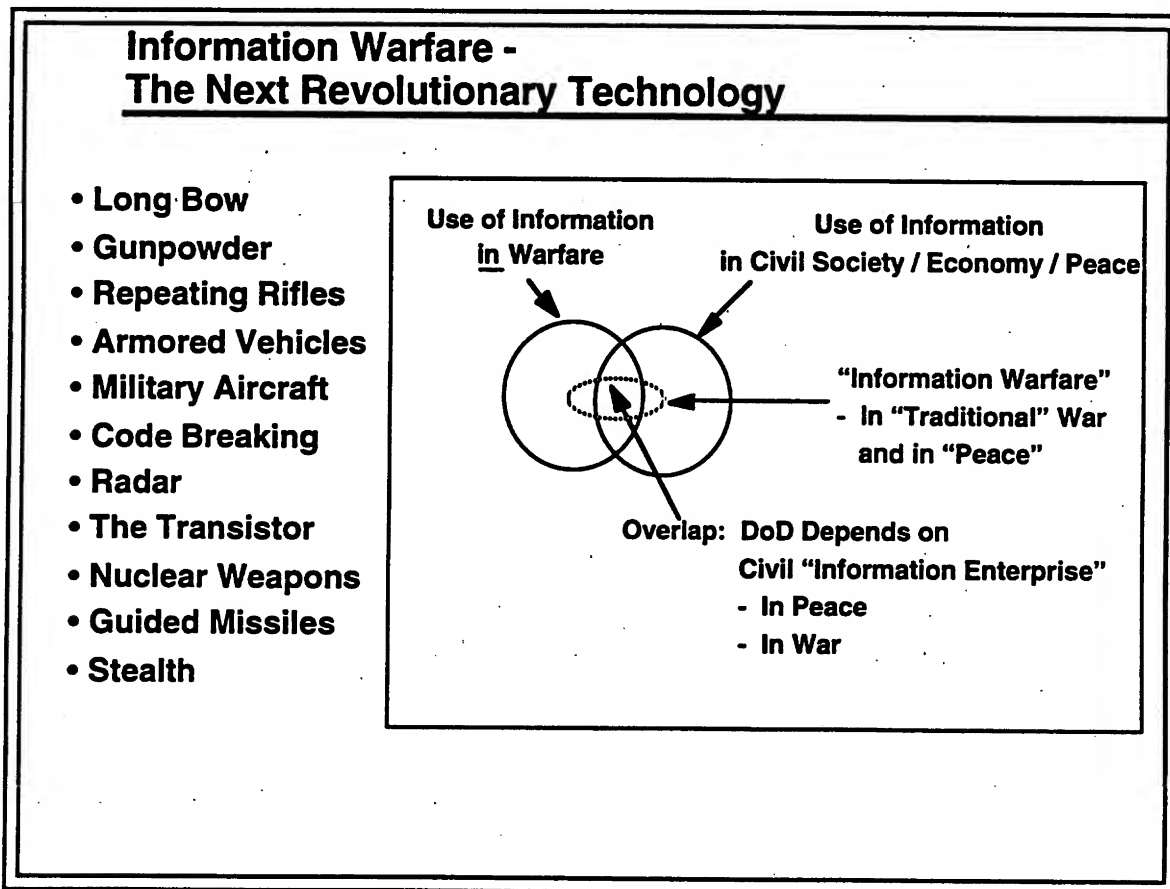 Information Warfare -
The Next Revolutionary Technology
• Long Bow
• Gunpowder
• Repeating Rifles
• Armored Vehicles
• Military Aircraft
• Code Breaking
• Radar
• The Transistor
• Nuclear Weapons
• Guided Missiles
• Stealth
Use of Information
in Warfare
Use of Information
in Civil Society / Economy / Peace
“Information Warfare”
- In “Traditional” War
and in “Peace”
Overlap: DoD Depends on
Civil “Information Enterprise”
- In Peace
- In War